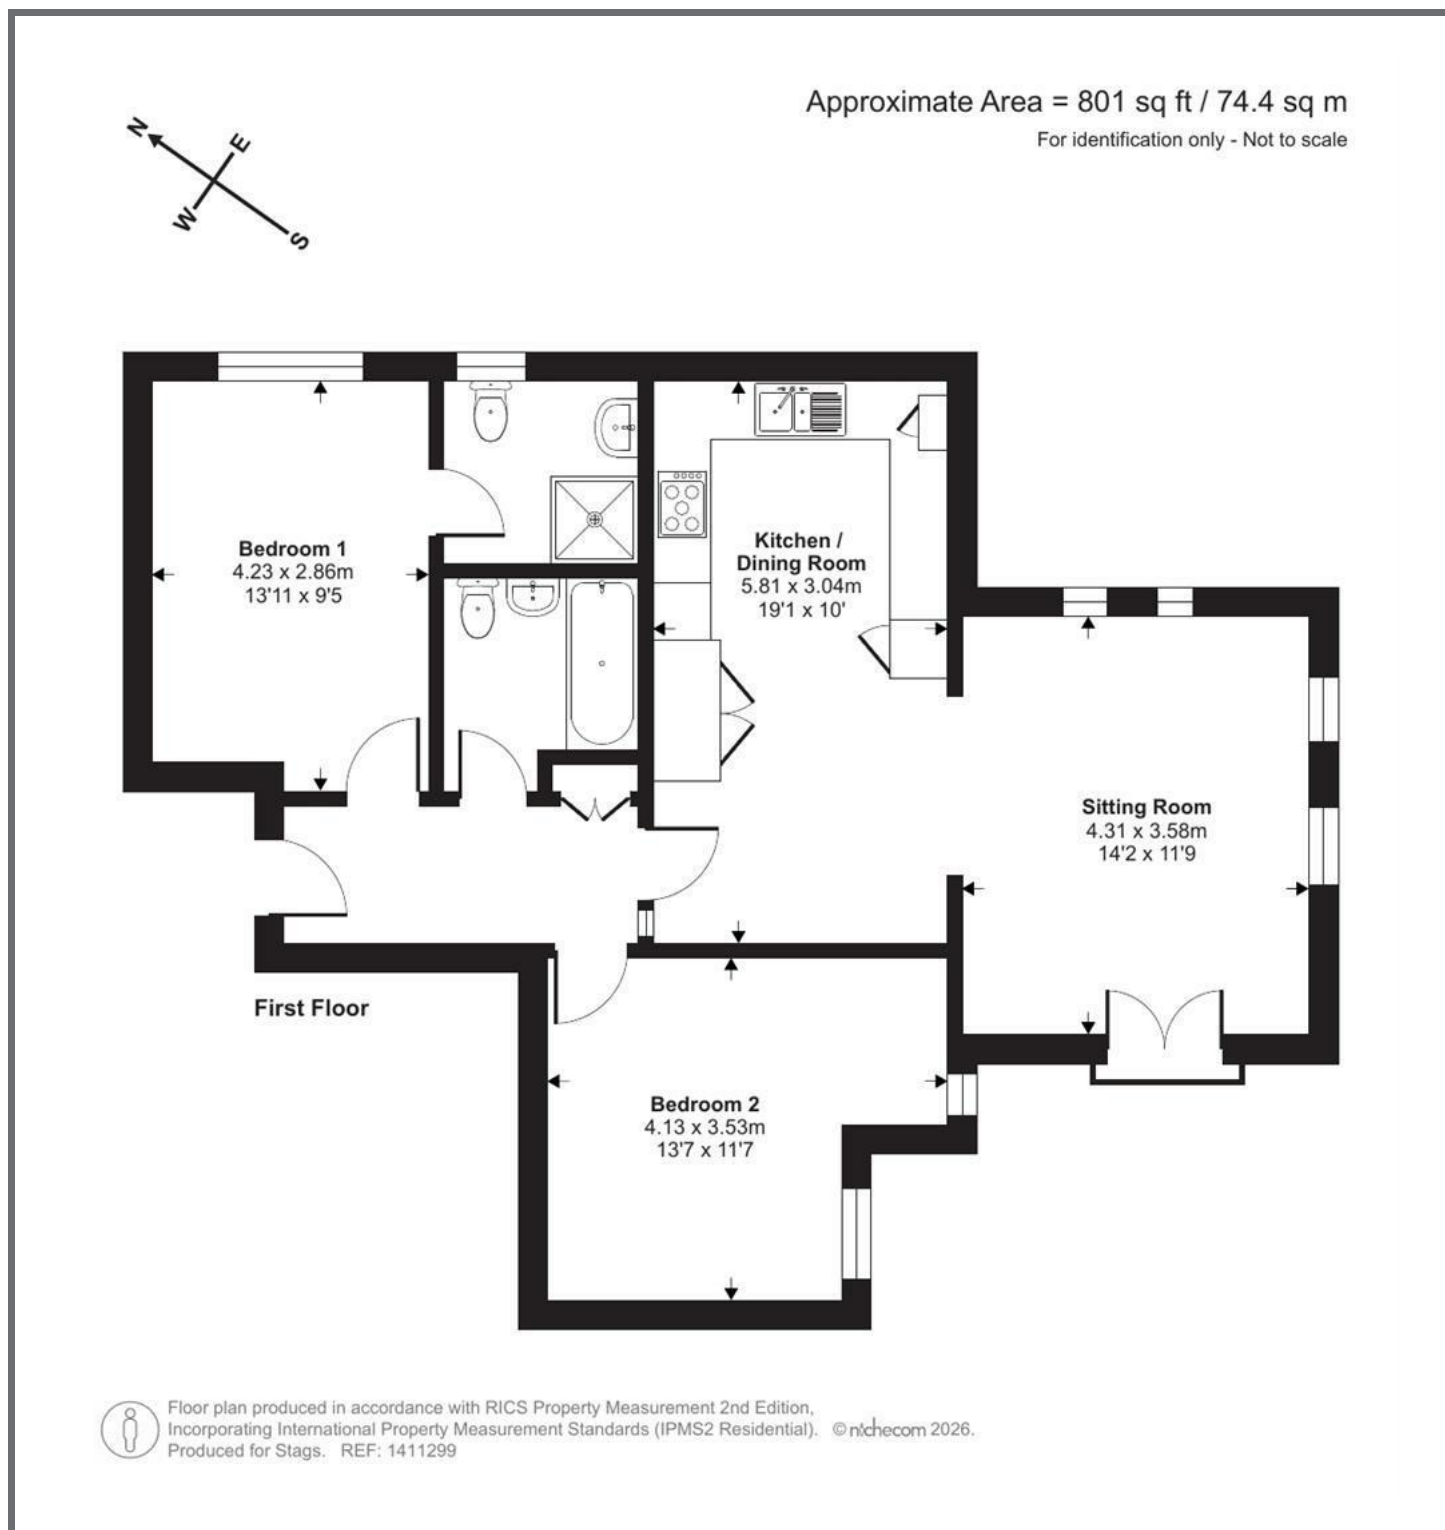 Approximate Area = 801 sq ft / 74.4 sq m
For identification only - Not to scale
N
E
W
S
Bedroom 1
4.23 x 2.86m
13'11 x 9'5
Kitchen /
Dining Room
5.81 x 3.04m
19'1 x 10'
Sitting Room
4.31 x 3.58m
14'2 x 11'9
First Floor
Bedroom 2
4.13 x 3.53m
13'7 x 11'7
Floor plan produced in accordance with RICS Property Measurement 2nd Edition,
Incorporating International Property Measurement Standards (IPMS2 Residential). © nichecom 2026.
Produced for Stags. REF: 1411299